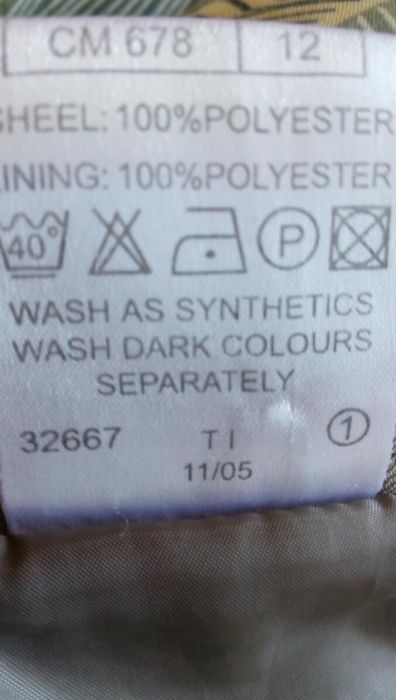 CM 678 12
SHEEL: 100%POLYESTER
LINING: 100%POLYESTER
40° P
WASH AS SYNTHETICS
WASH DARK COLOURS
SEPARATELY
32667 T I 1
11/05